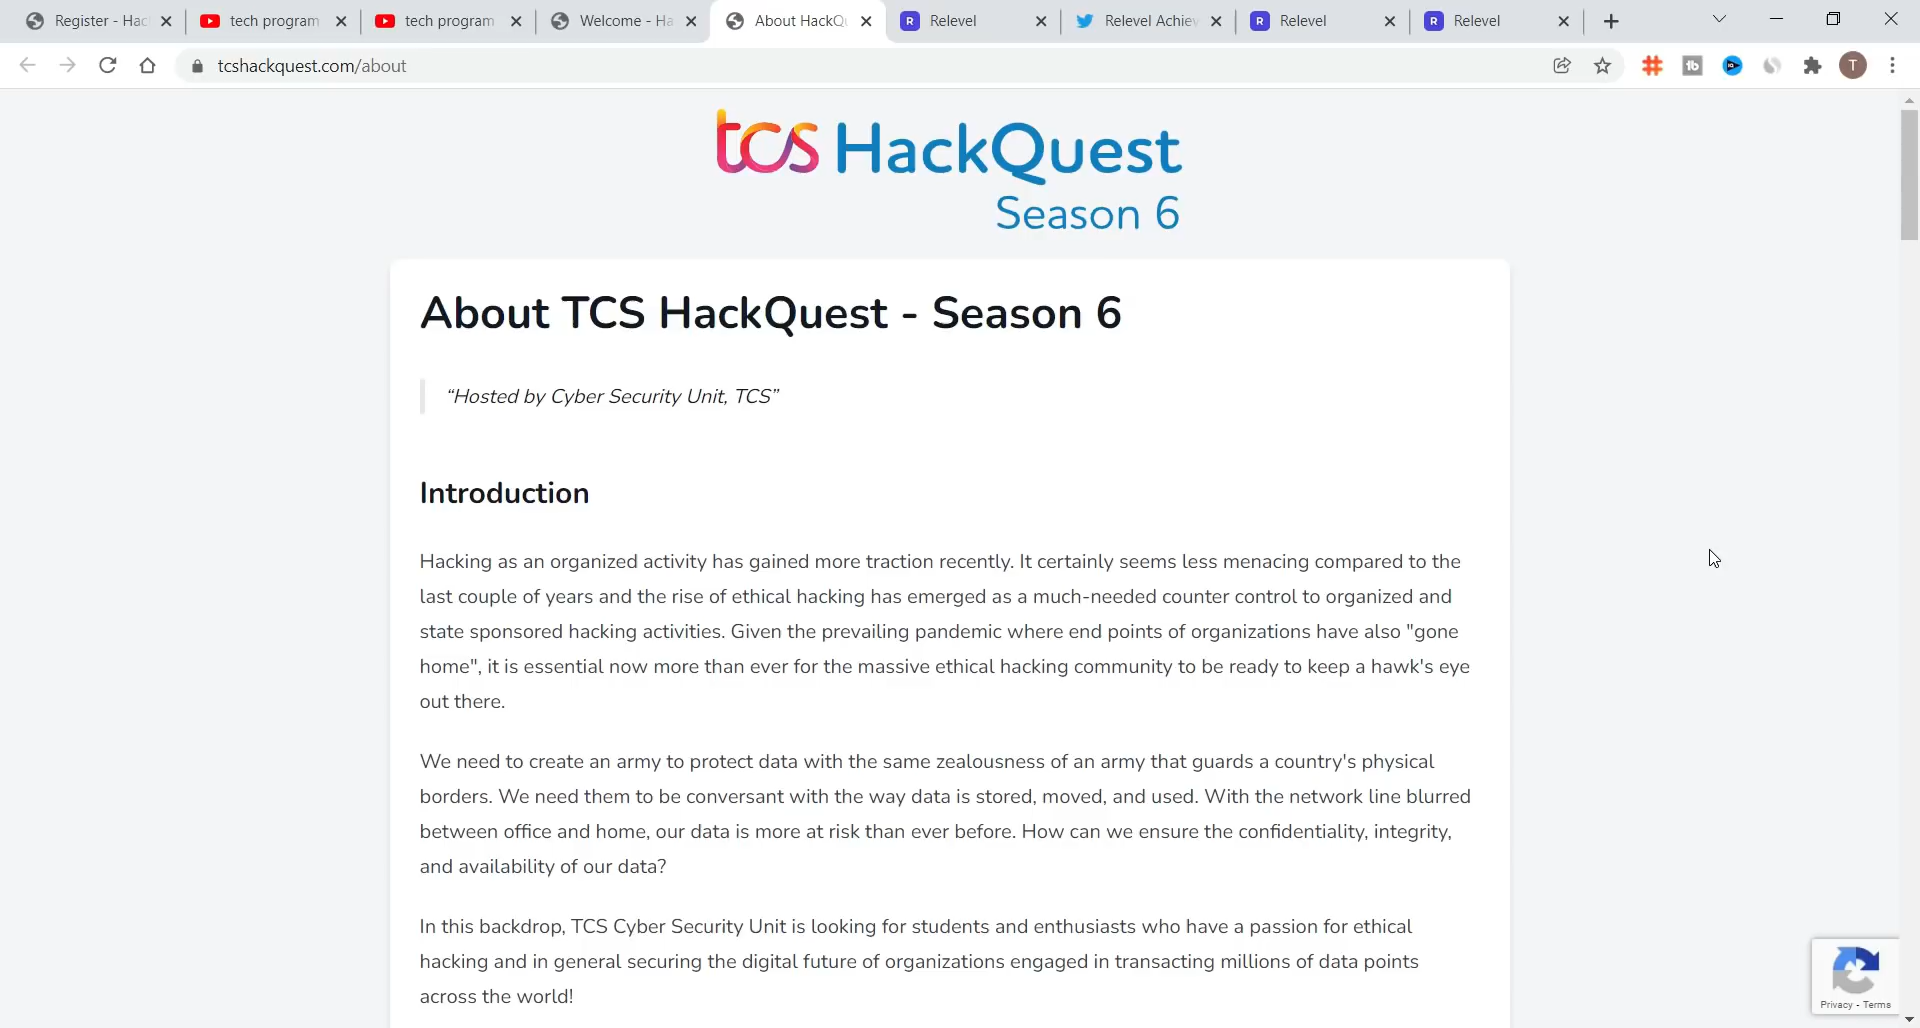 Register - Hac
tech program
tech program
Welcome - Ha
About HackQu
Relevel
Relevel Achiev
Relevel
Relevel
tcshackquest.com/about
tb
T
tcs HackQuest
Season 6
About TCS HackQuest - Season 6
“Hosted by Cyber Security Unit, TCS”
Introduction
Hacking as an organized activity has gained more traction recently. It certainly seems less menacing compared to the
last couple of years and the rise of ethical hacking has emerged as a much-needed counter control to organized and
state sponsored hacking activities. Given the prevailing pandemic where end points of organizations have also "gone
home", it is essential now more than ever for the massive ethical hacking community to be ready to keep a hawk's eye
out there.
We need to create an army to protect data with the same zealousness of an army that guards a country's physical
borders. We need them to be conversant with the way data is stored, moved, and used. With the network line blurred
between office and home, our data is more at risk than ever before. How can we ensure the confidentiality, integrity,
and availability of our data?
In this backdrop, TCS Cyber Security Unit is looking for students and enthusiasts who have a passion for ethical
hacking and in general securing the digital future of organizations engaged in transacting millions of data points
across the world!
Privacy - Terms